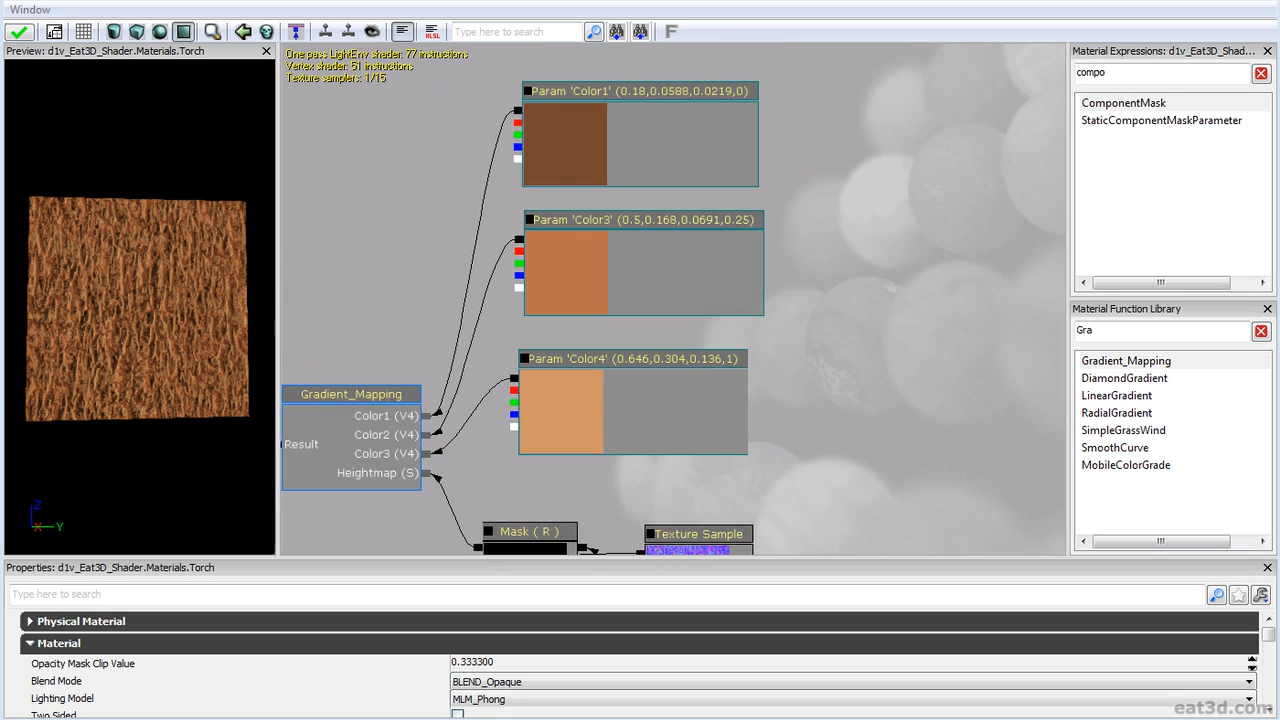 Window
HLSL
Type here to search
F
Preview: d1v_Eat3D_Shader.Materials.Torch
Z
X
Y
One pass LightEnv shader: 77 instructions
Vertex shader: 51 instructions
Texture samplers: 1/15
Param 'Color1' (0.18,0.0588,0.0219,0)
Param 'Color3' (0.5,0.168,0.0691,0.25)
Param 'Color4' (0.646,0.304,0.136,1)
Gradient_Mapping
Color1 (V4)
Color2 (V4)
Result
Color3 (V4)
Heightmap (S)
Mask ( R )
Texture Sample
Material Expressions: d1v_Eat3D_Shad...
compo
ComponentMask
StaticComponentMaskParameter
Material Function Library
Gra
Gradient_Mapping
DiamondGradient
LinearGradient
RadialGradient
SimpleGrassWind
SmoothCurve
MobileColorGrade
Properties: d1v_Eat3D_Shader.Materials.Torch
Type here to search
Physical Material
Material
Opacity Mask Clip Value 0.333300
Blend Mode BLEND_Opaque
Lighting Model MLM_Phong
Two Sided
eat3d.com